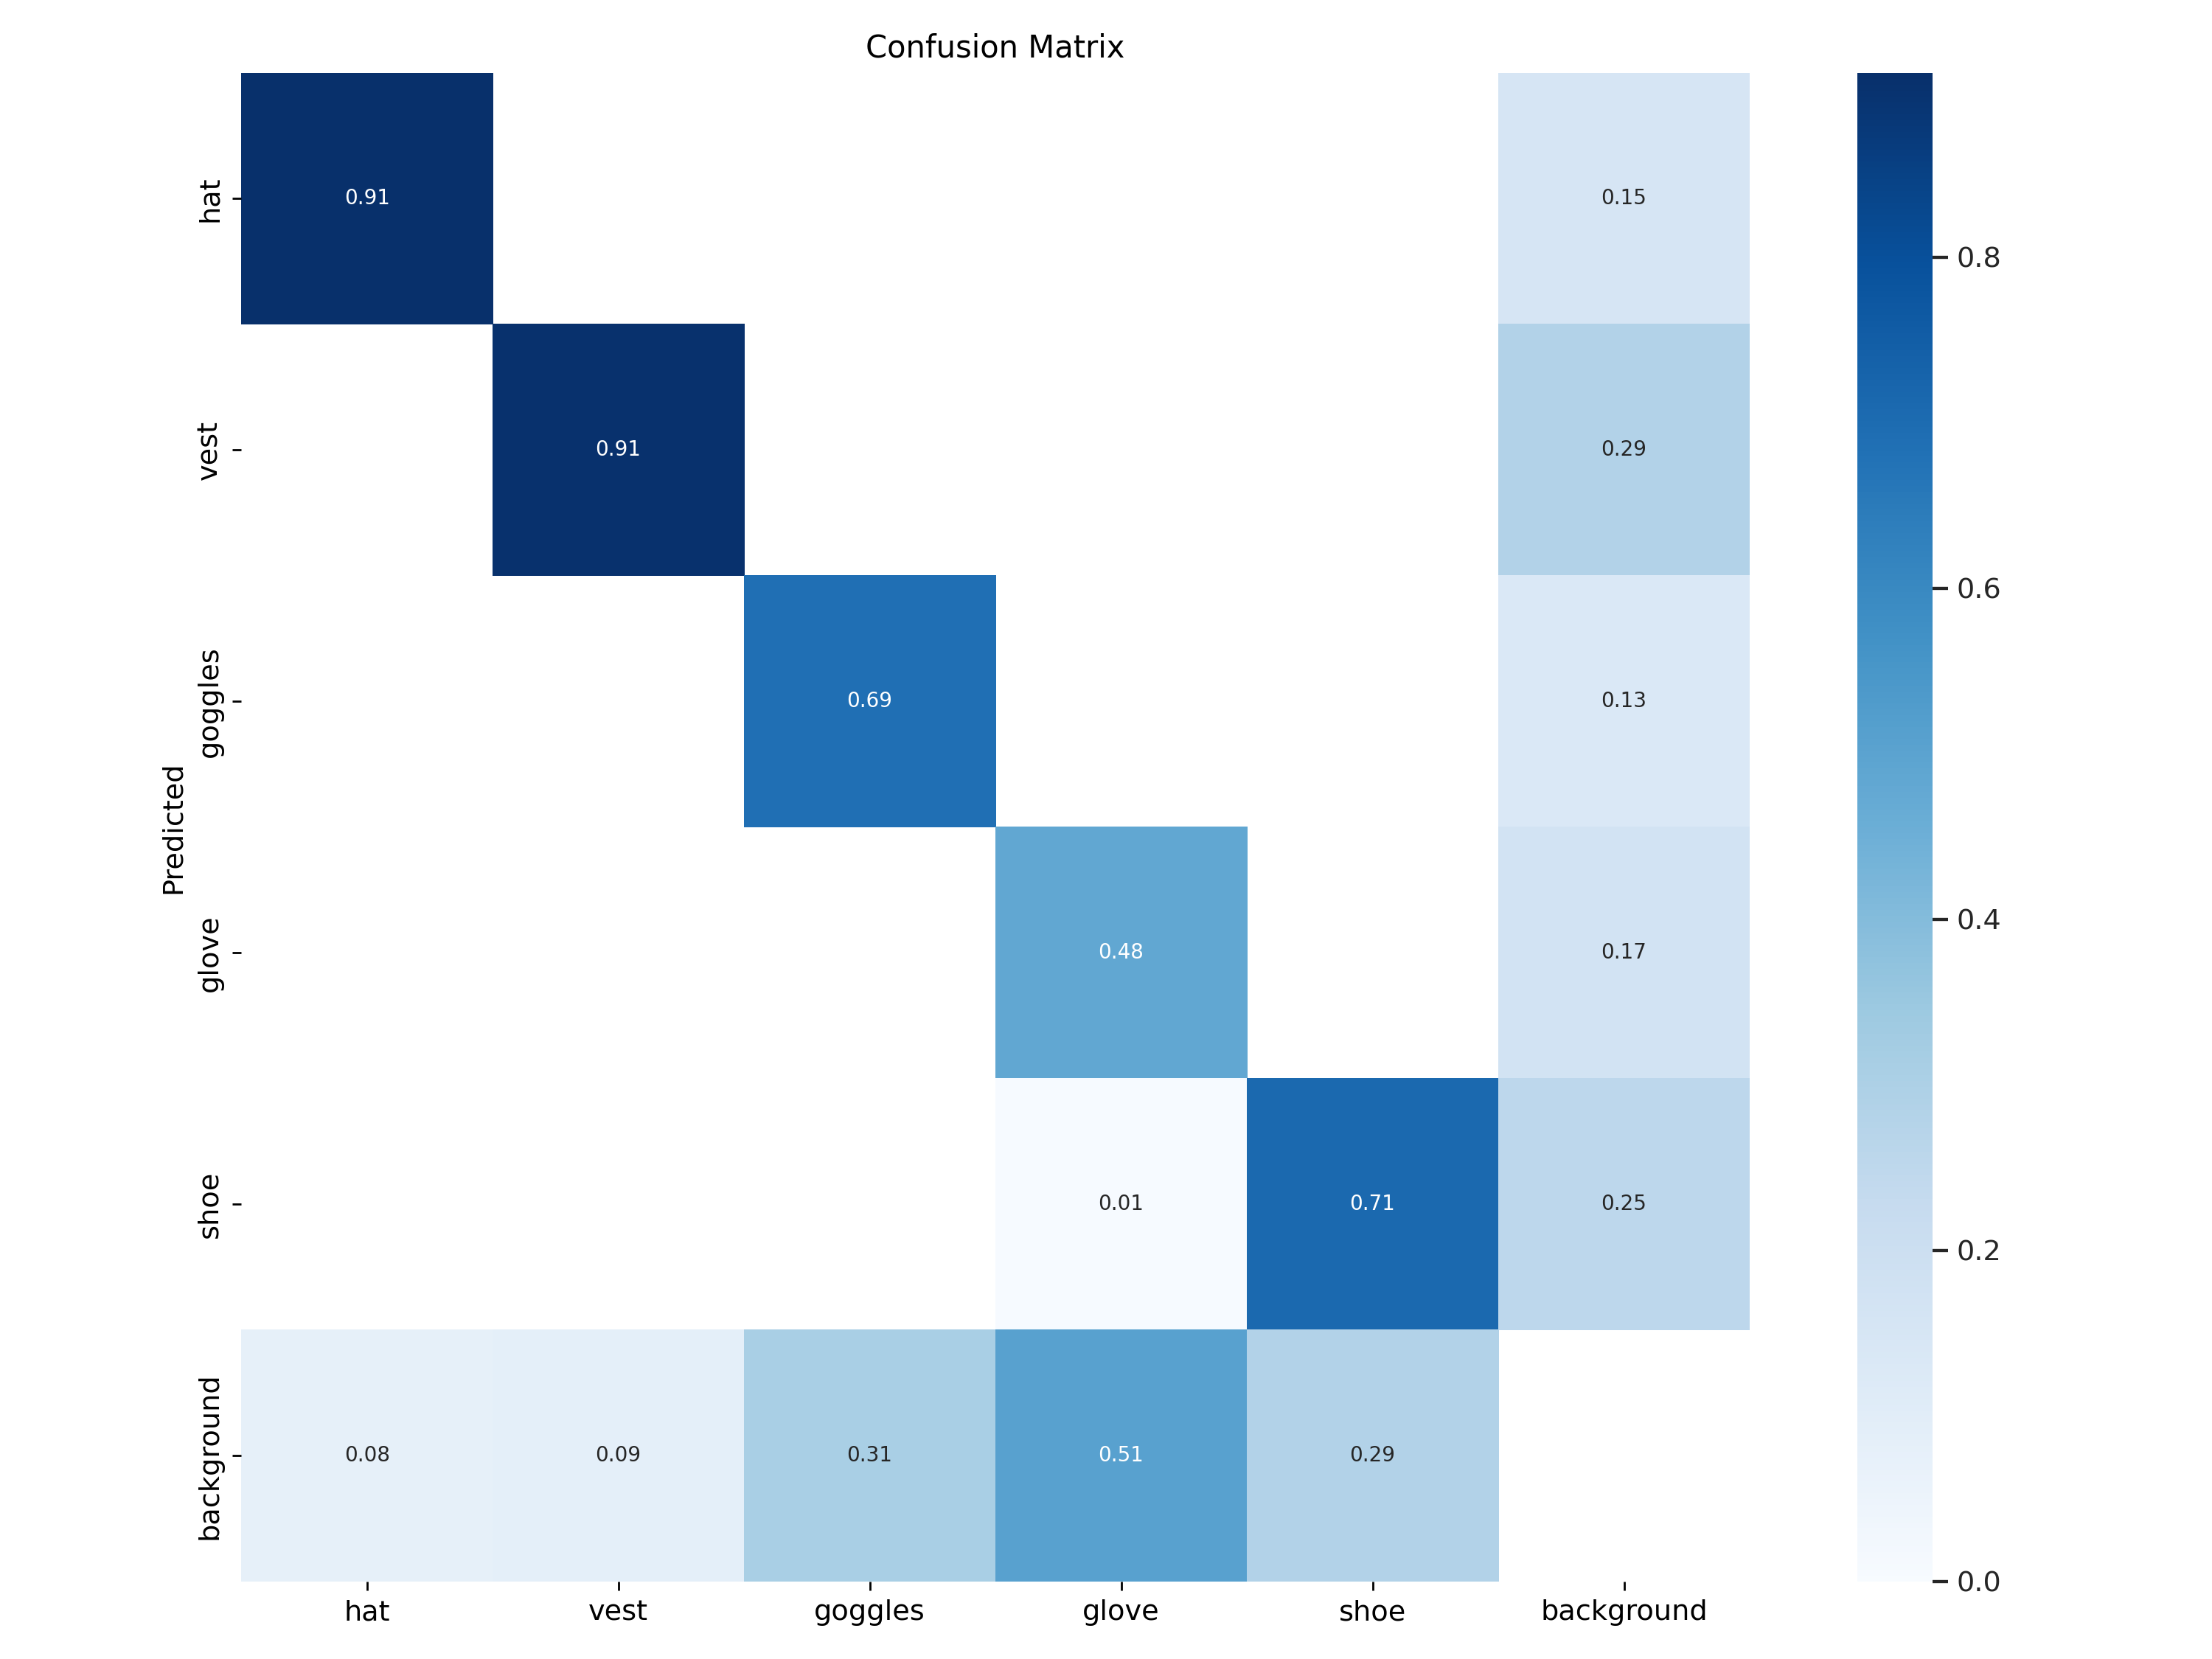 Confusion Matrix
hat
0.91
0.15
vest
0.91
0.29
goggles
0.69
0.13
Predicted
glove
0.48
0.17
shoe
0.01
0.71
0.25
background
0.08
0.09
0.31
0.51
0.29
hat
vest
goggles
glove
shoe
background
0.8
0.6
0.4
0.2
0.0